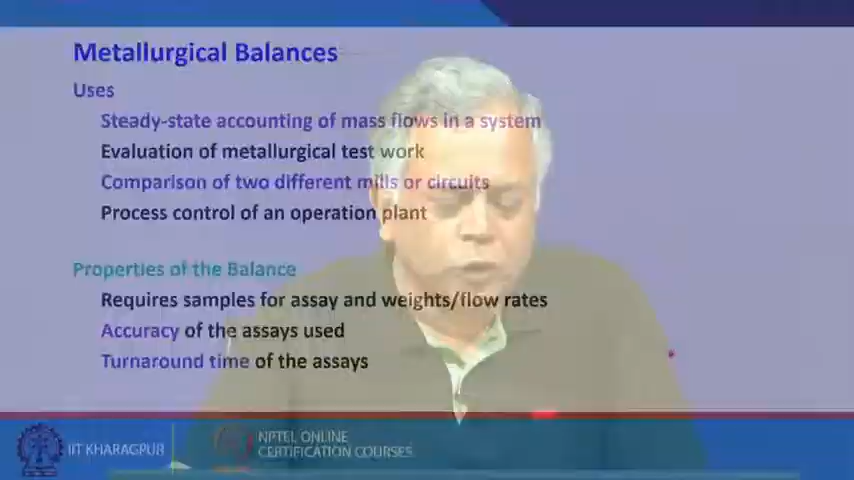 Metallurgical Balances
Uses
Steady-state accounting of mass flows in a system
Evaluation of metallurgical test work
Comparison of two different mills or circuits
Process control of an operation plant
Properties of the Balance
Requires samples for assay and weights/flow rates
Accuracy of the assays used
Turnaround time of the assays
IIT KHARAGPUR
NPTEL ONLINE
CERTIFICATION COURSES